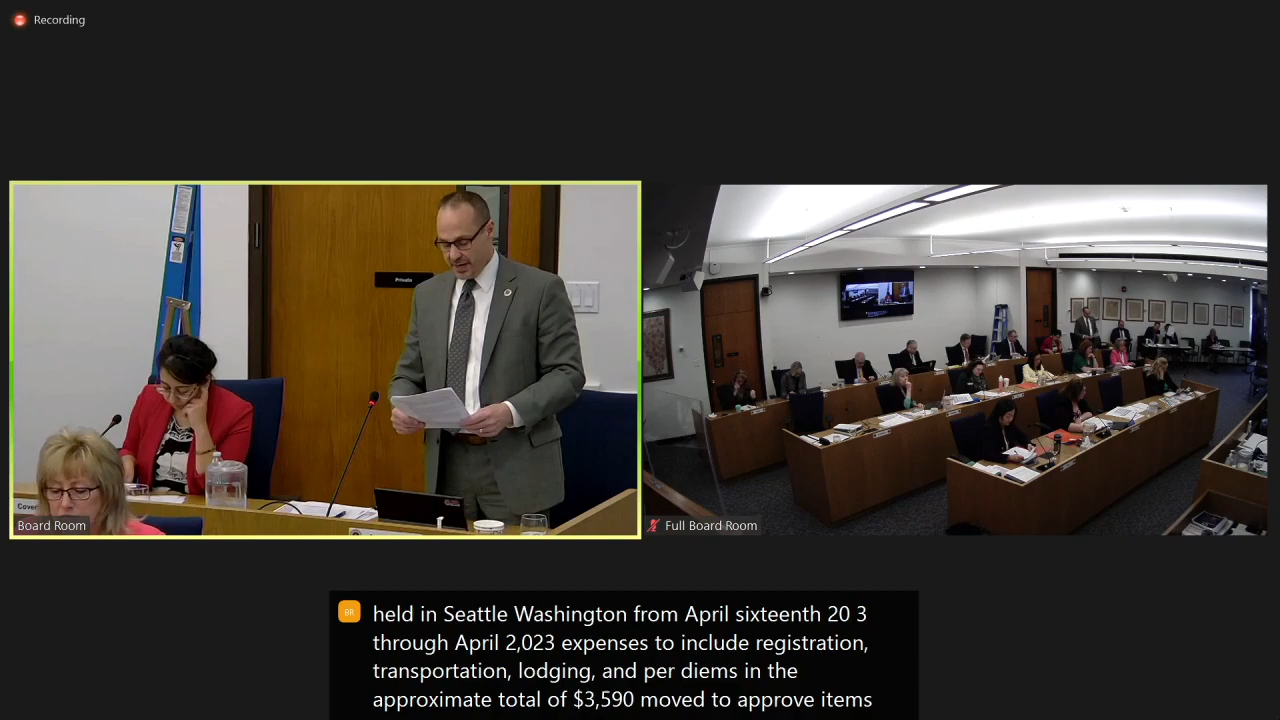 Recording
Private
Board Room
Full Board Room
BR
held in Seattle Washington from April sixteenth 20 3
through April 2,023 expenses to include registration,
transportation, lodging, and per diems in the
approximate total of $3,590 moved to approve items